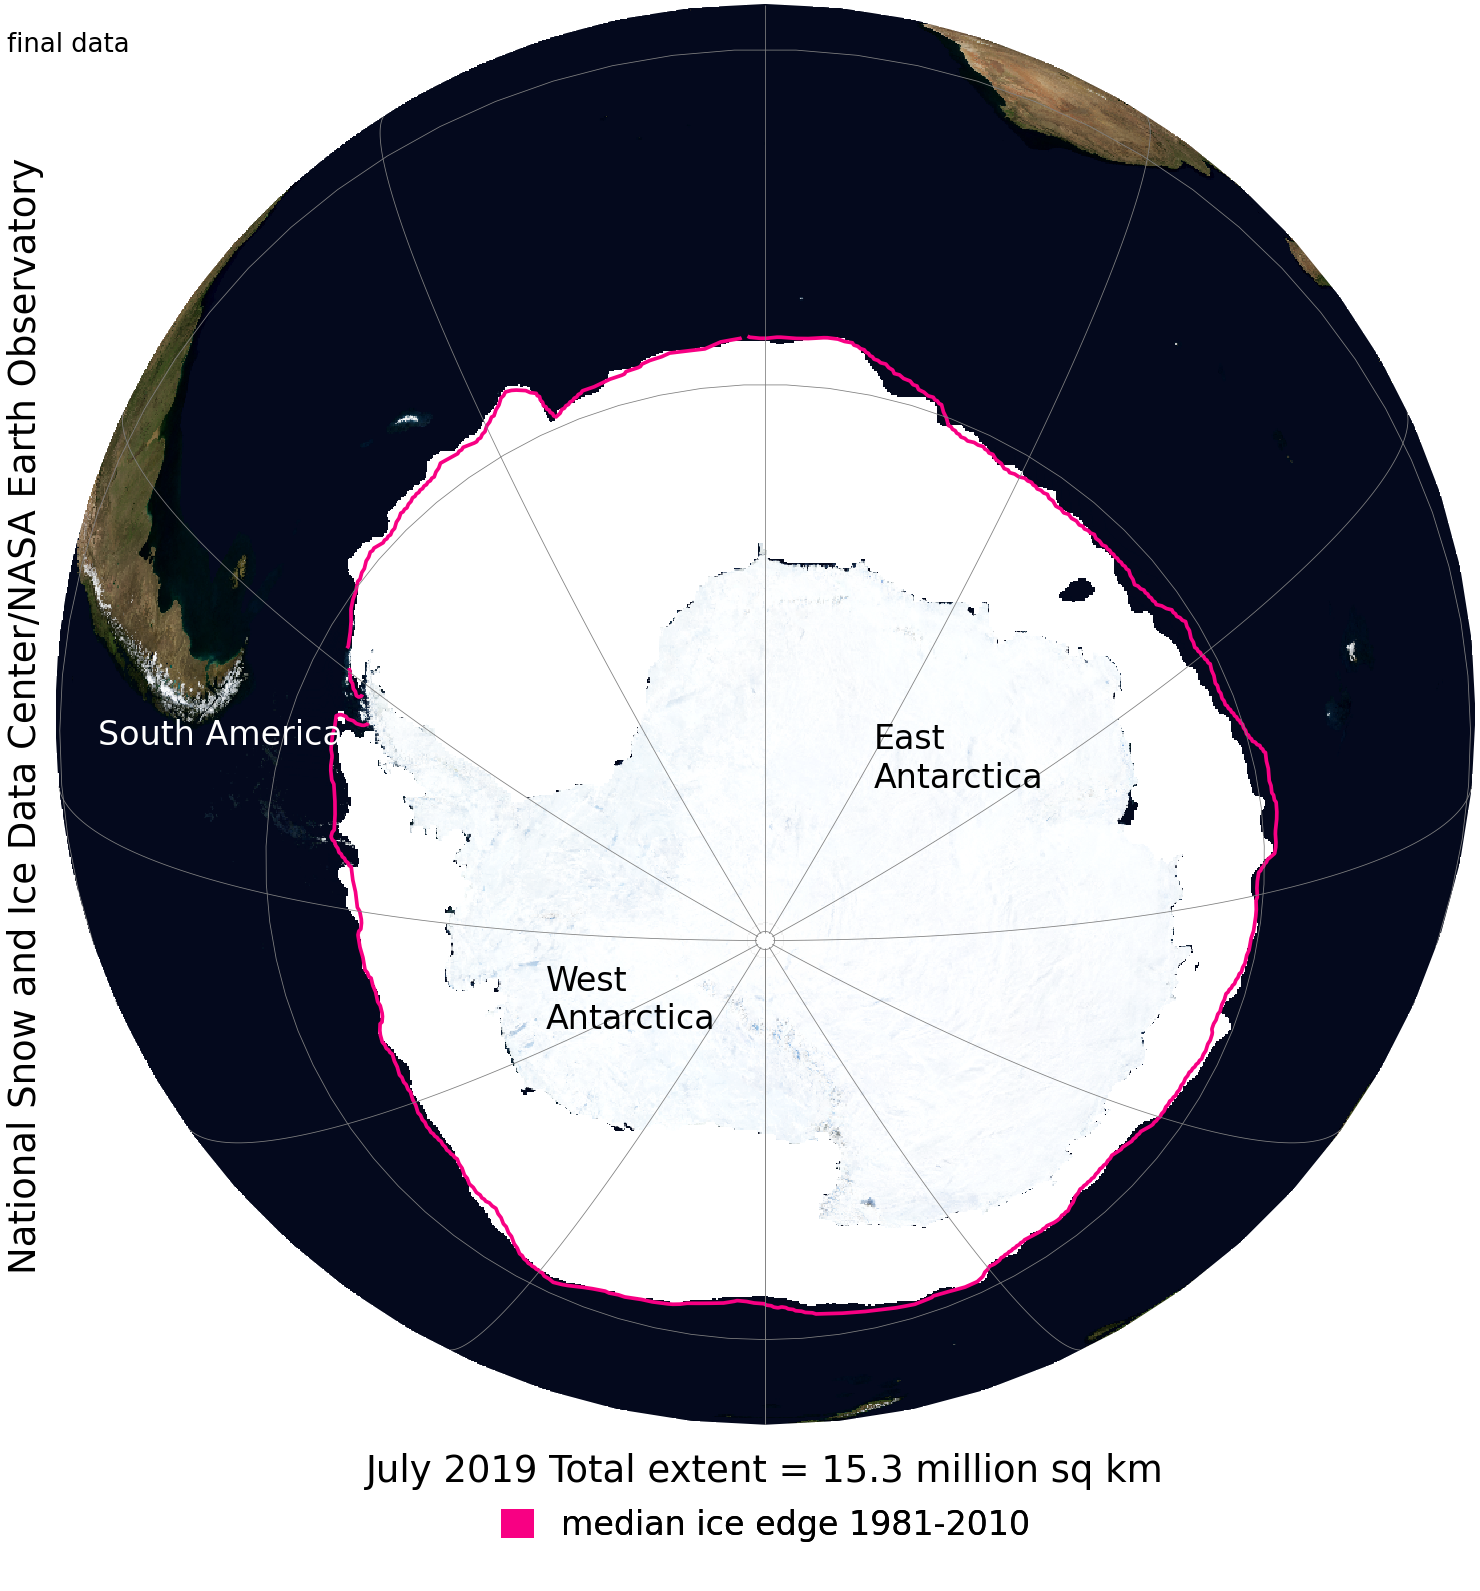 final data
National Snow and Ice Data Center/NASA Earth Observatory
South America
East
Antarctica
West
Antarctica
July 2019 Total extent = 15.3 million sq km
median ice edge 1981-2010